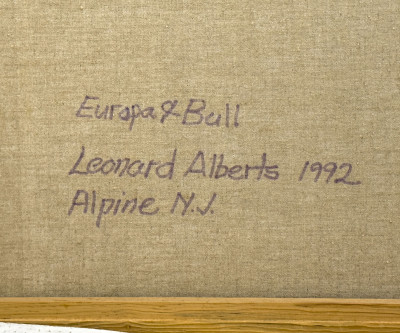 Europa & Bull
Leonard Alberts 1992
Alpine N.J.